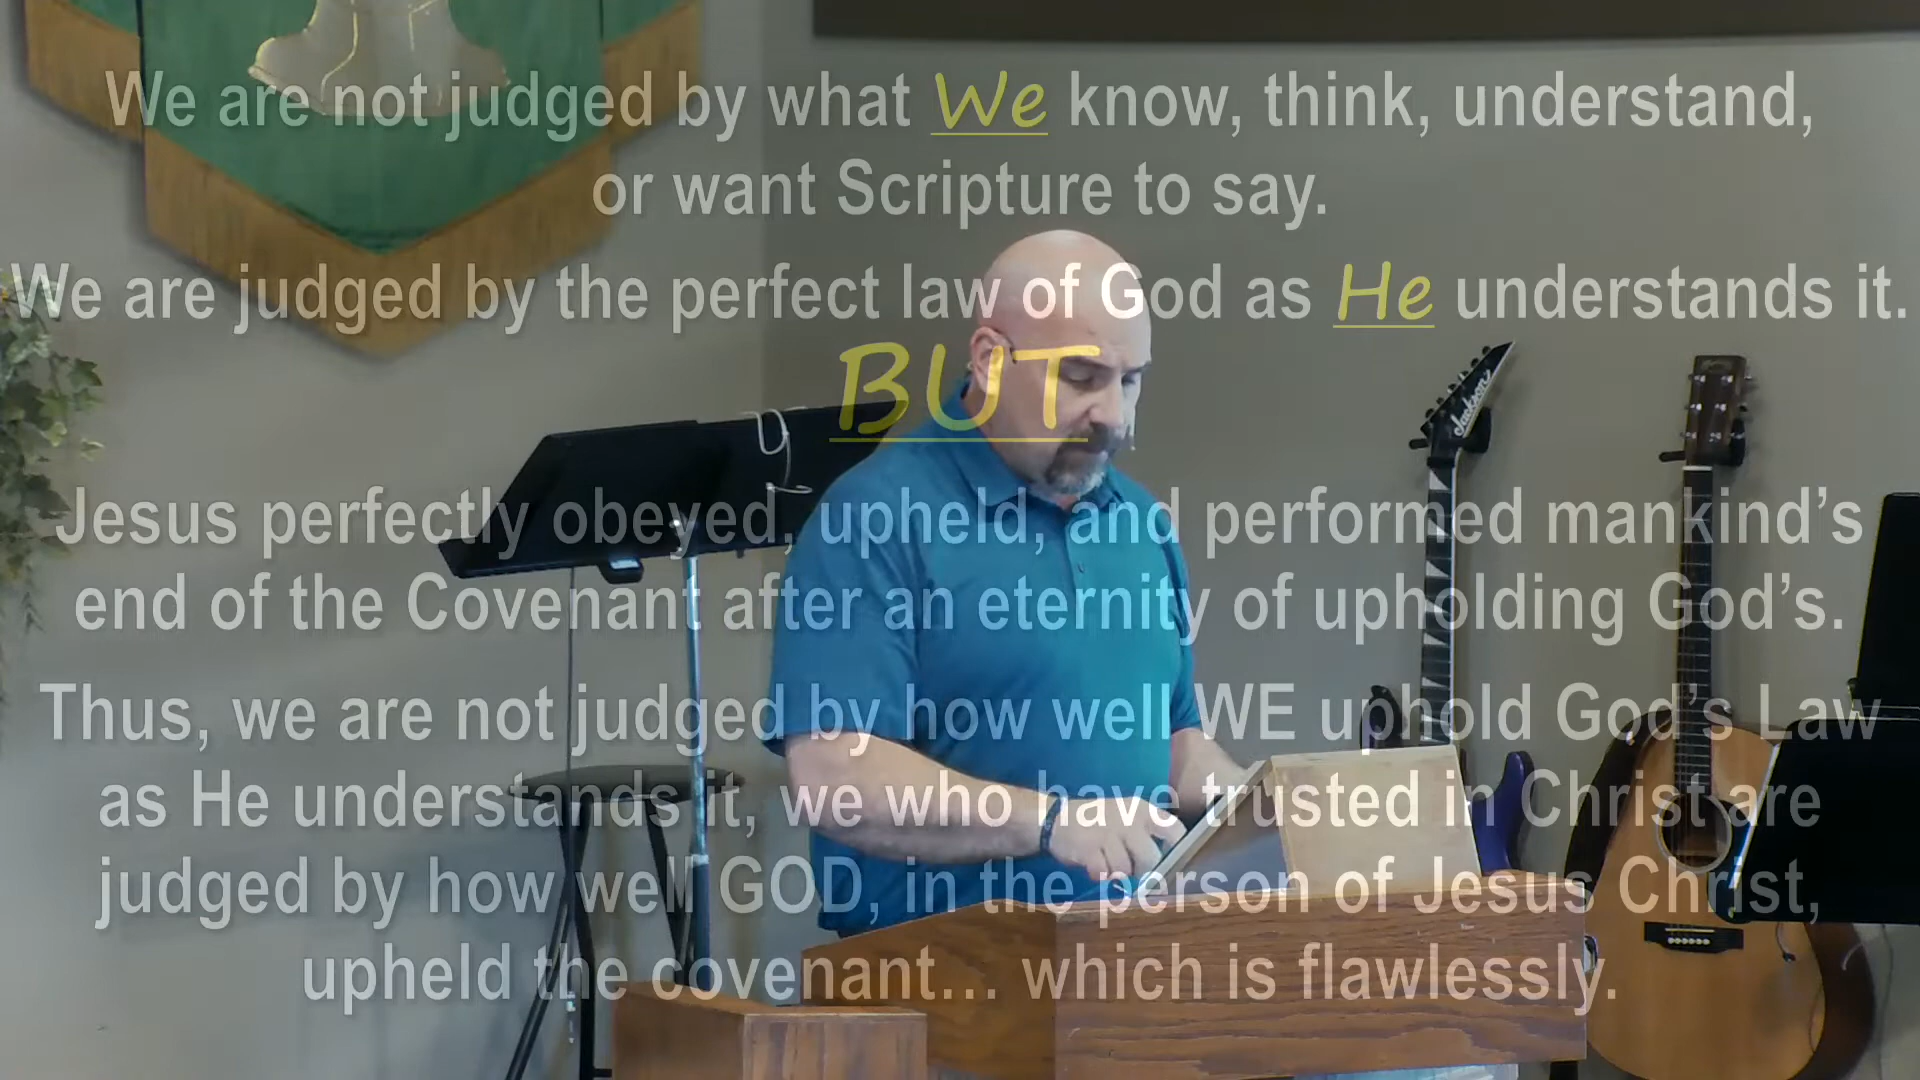 We are not judged by what We know, think, understand,
or want Scripture to say.
We are judged by the perfect law of God as He understands it.
BUT
Jesus perfectly obeyed, upheld, and performed mankind’s
end of the Covenant after an eternity of upholding God’s.
Thus, we are not judged by how well WE uphold God’s Law
as He understands it, we who have trusted in Christ are
judged by how well GOD, in the person of Jesus Christ,
upheld the covenant… which is flawlessly.
Jackson